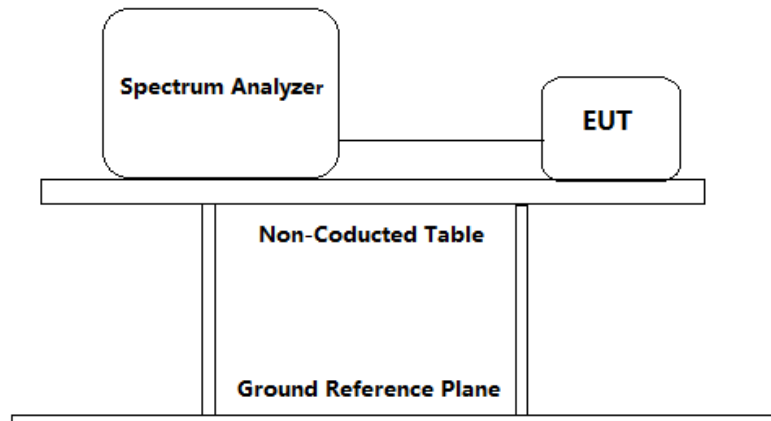 Spectrum Analyzer
EUT
Non-Coducted Table
Ground Reference Plane